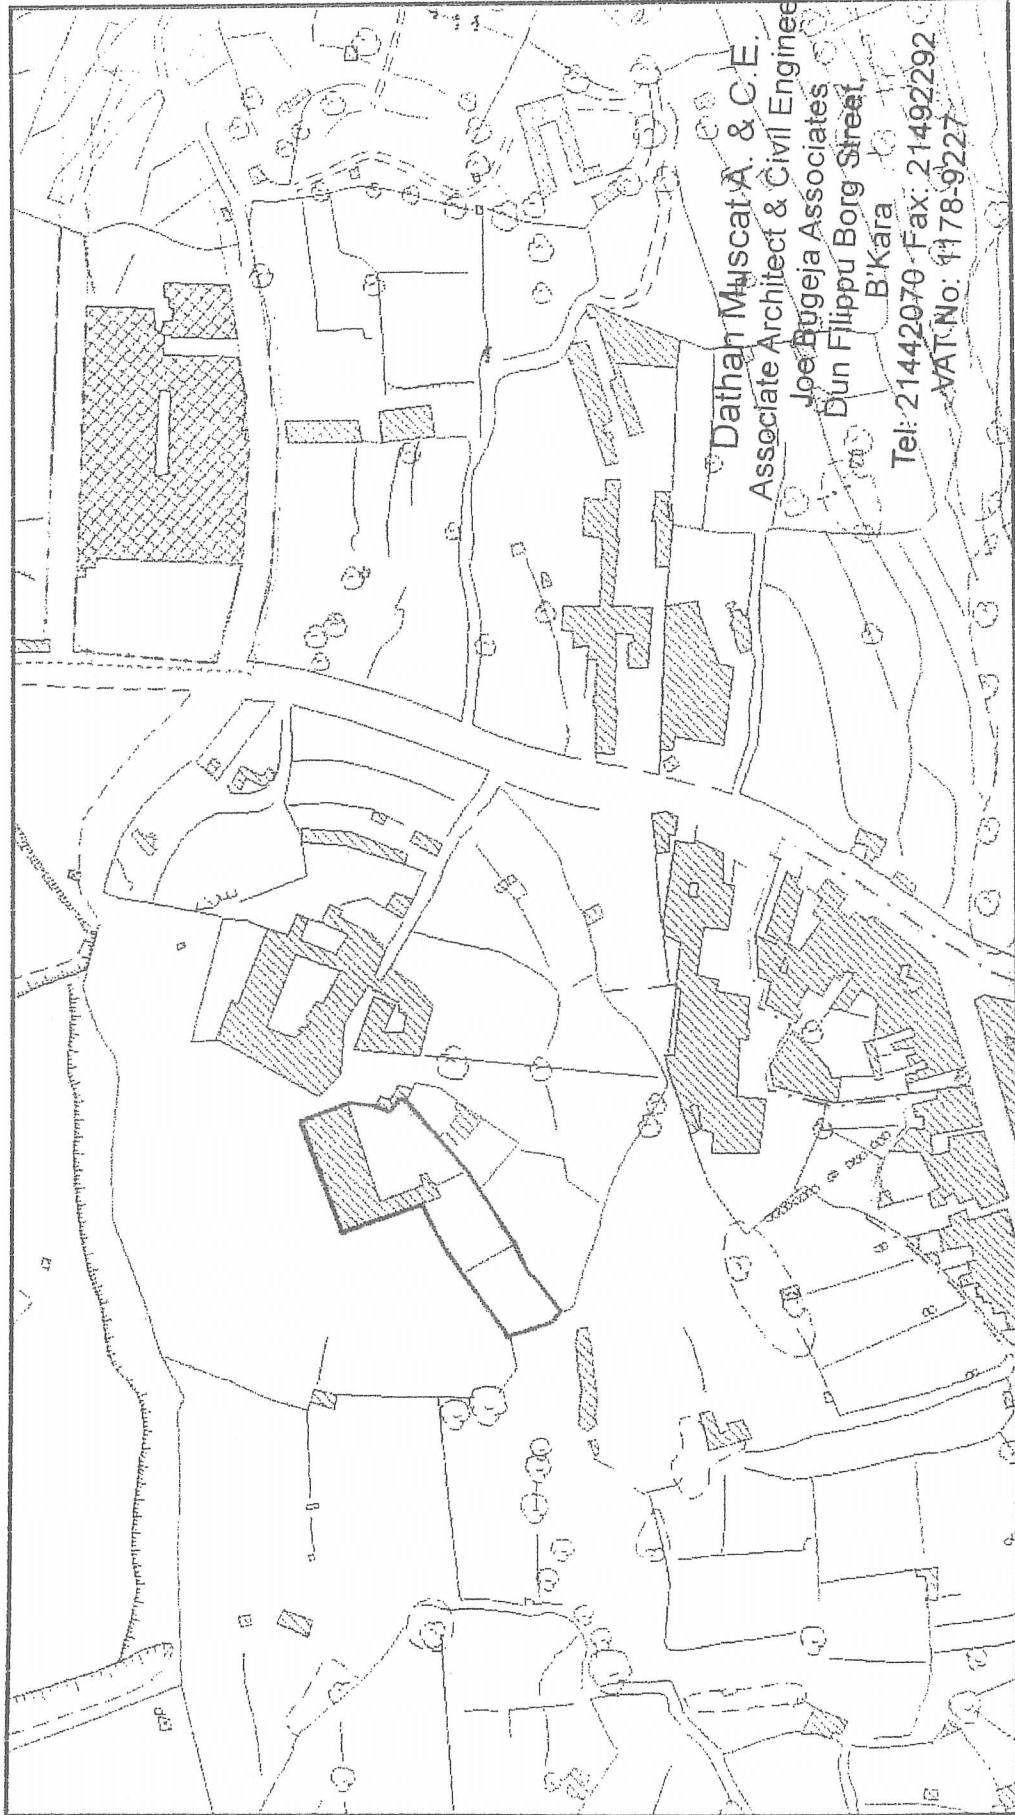 Dathan Muscat A. & C.E.
Associate Architect & Civil Enginee
Joe Bugeja Associates
Dun Filippu Borg Street,
B'Kara
Tel: 21442070 Fax: 21492292
VAT No: 1178-9227